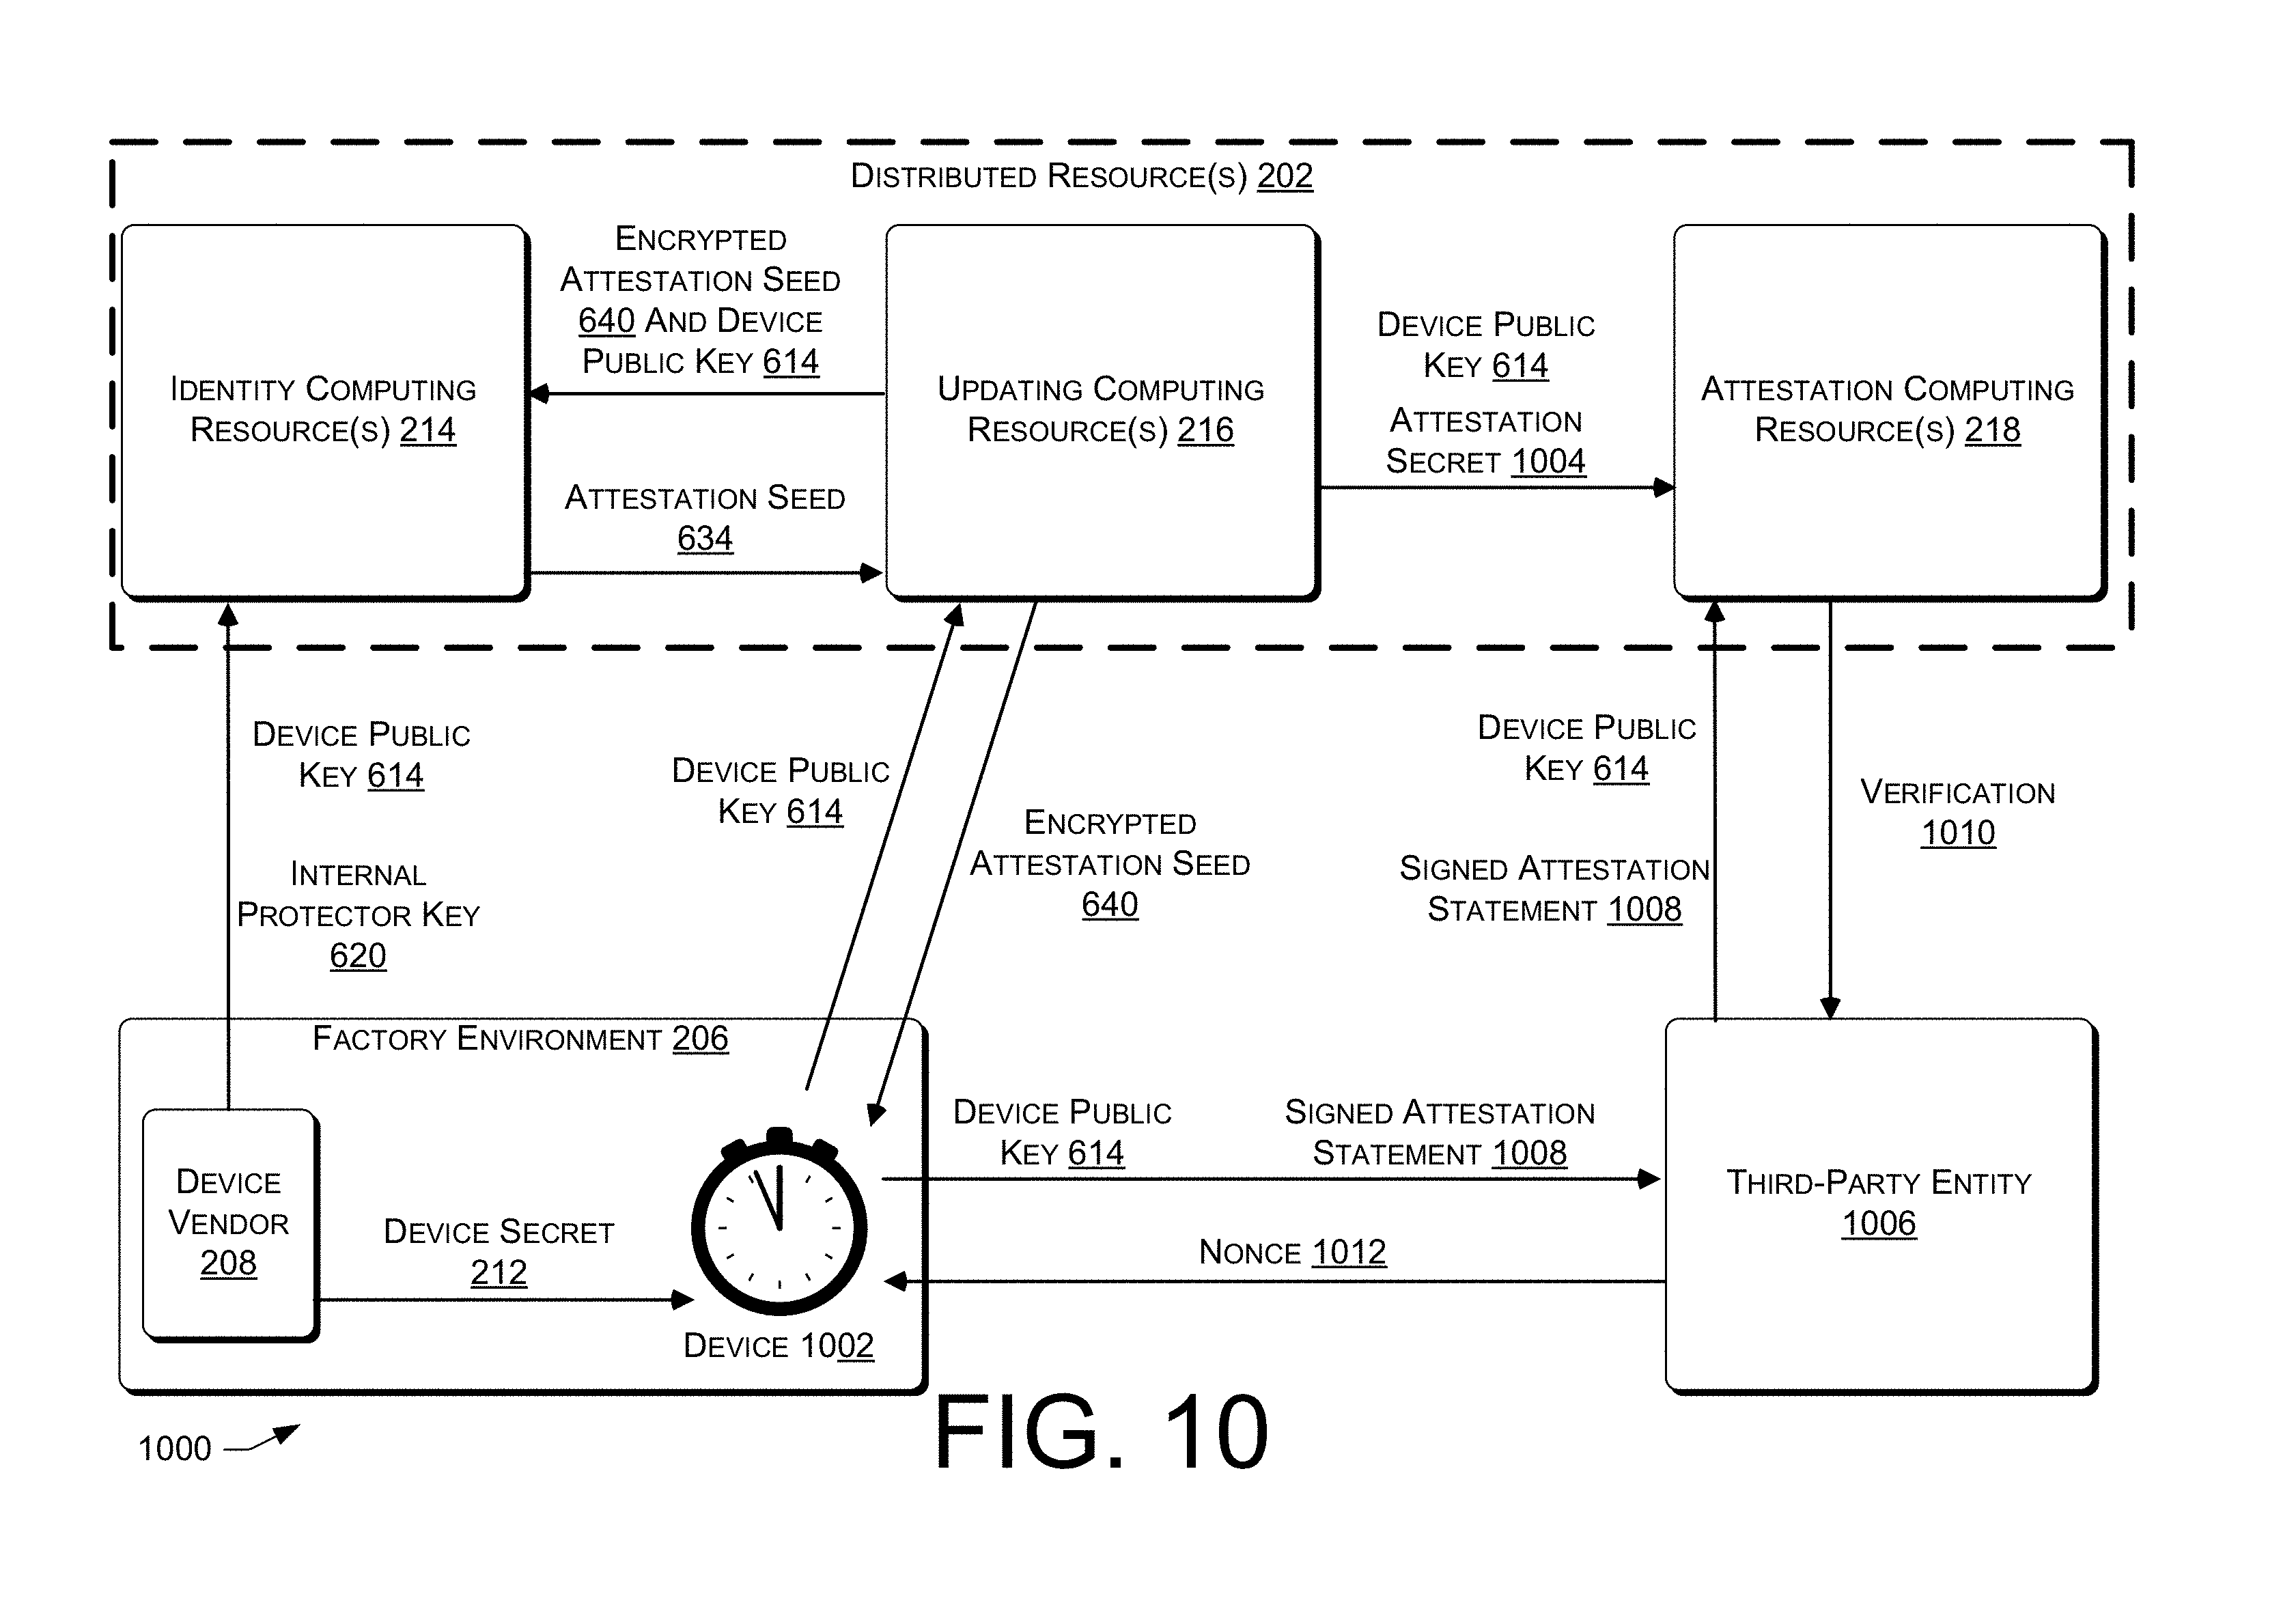 DISTRIBUTED RESOURCE(S) 202
ENCRYPTED
ATTESTATION SEED
640 AND DEVICE
PUBLIC KEY 614
IDENTITY COMPUTING
RESOURCE(S) 214
ATTESTATION SEED
634
UPDATING COMPUTING
RESOURCE(S) 216
DEVICE PUBLIC
KEY 614
ATTESTATION
SECRET 1004
ATTESTATION COMPUTING
RESOURCE(S) 218
DEVICE PUBLIC
KEY 614
INTERNAL
PROTECTOR KEY
620
DEVICE PUBLIC
KEY 614
ENCRYPTED
ATTESTATION SEED
640
DEVICE PUBLIC
KEY 614
SIGNED ATTESTATION
STATEMENT 1008
VERIFICATION
1010
FACTORY ENVIRONMENT 206
DEVICE
VENDOR
208
DEVICE SECRET
212
DEVICE 1002
DEVICE PUBLIC
KEY 614
SIGNED ATTESTATION
STATEMENT 1008
NONCE 1012
THIRD-PARTY ENTITY
1006
1000
FIG. 10